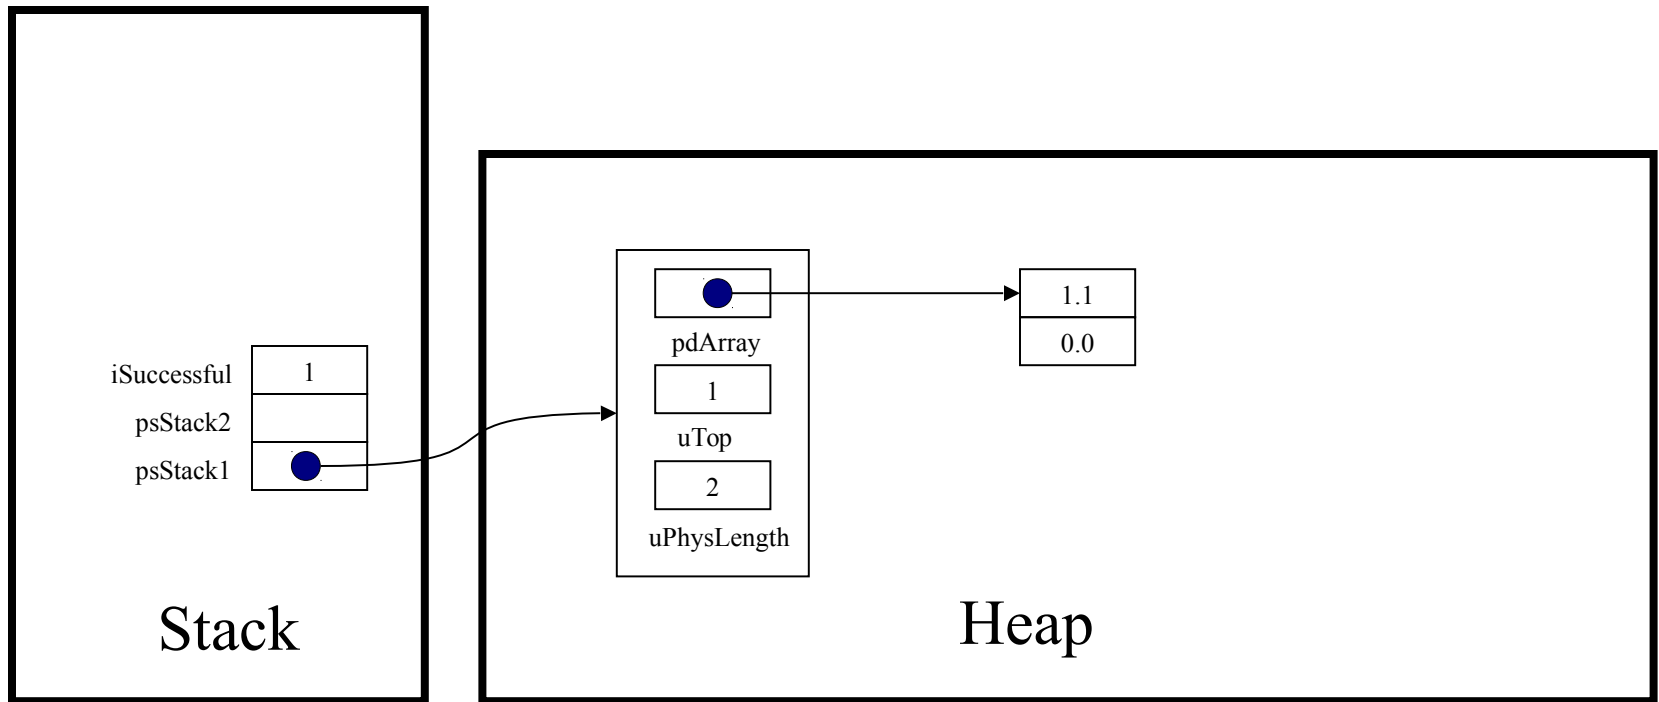 1.1
pdArray
0.0
iSuccessful
1
1
psStack2
uTop
psStack1
2
uPhysLength
Stack
Heap